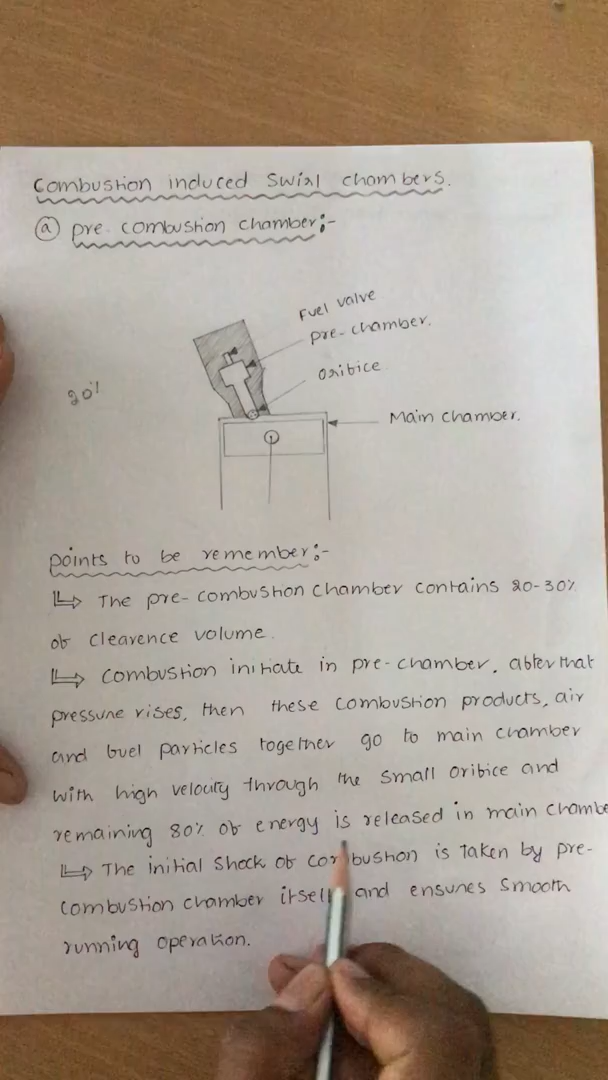 Combustion induced Swirl chambers.
ⓐ pre-combustion chamber:-
Fuel valve
pre-chamber.
Oribice
20%
Main chamber.
points to be remember:-
↳ The pre-combustion chamber contains 20-30%
ob clearence volume.
↳ combustion initiate in pre-chamber, abter that
pressure rises, then these combustion products, air
and buel particles together go to main chamber
with high velocity through the small oribice and
remaining 80% ob energy is released in main chambe
↳ The initial shock ob combustion is taken by pre-
combustion chamber itself and ensures smooth
running operation.